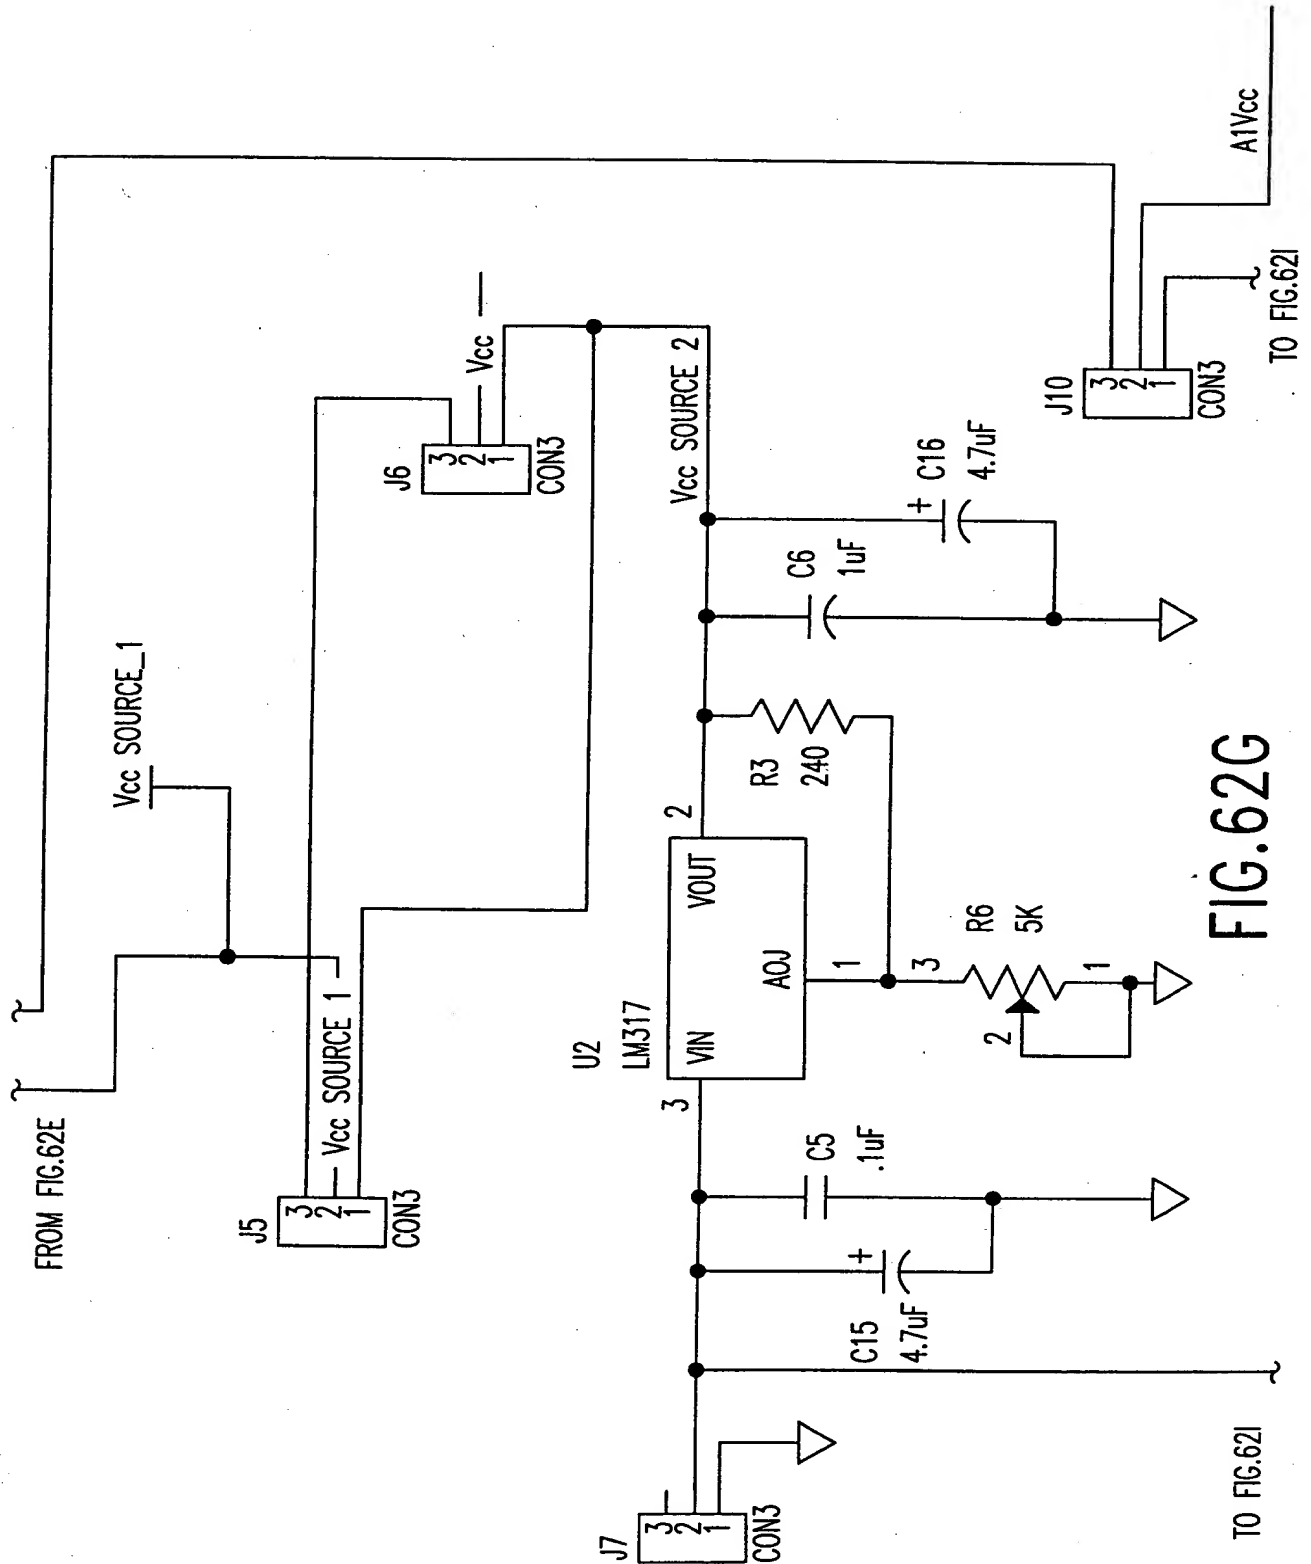 FROM FIG.62E
Vcc SOURCE_1
J5
3
2
1
Vcc SOURCE 1
CON3
J6
3
2
1
Vcc
CON3
Vcc SOURCE 2
U2
LM317
3
VIN
VOUT
2
AOJ
1
R3
240
C6
1uF
C16
4.7uF
C5
.1uF
C15
4.7uF
3
R6
5K
2
1
J7
3
2
1
CON3
J10
3
2
1
CON3
A1Vcc
TO FIG.62I
TO FIG.62I
FIG.62G